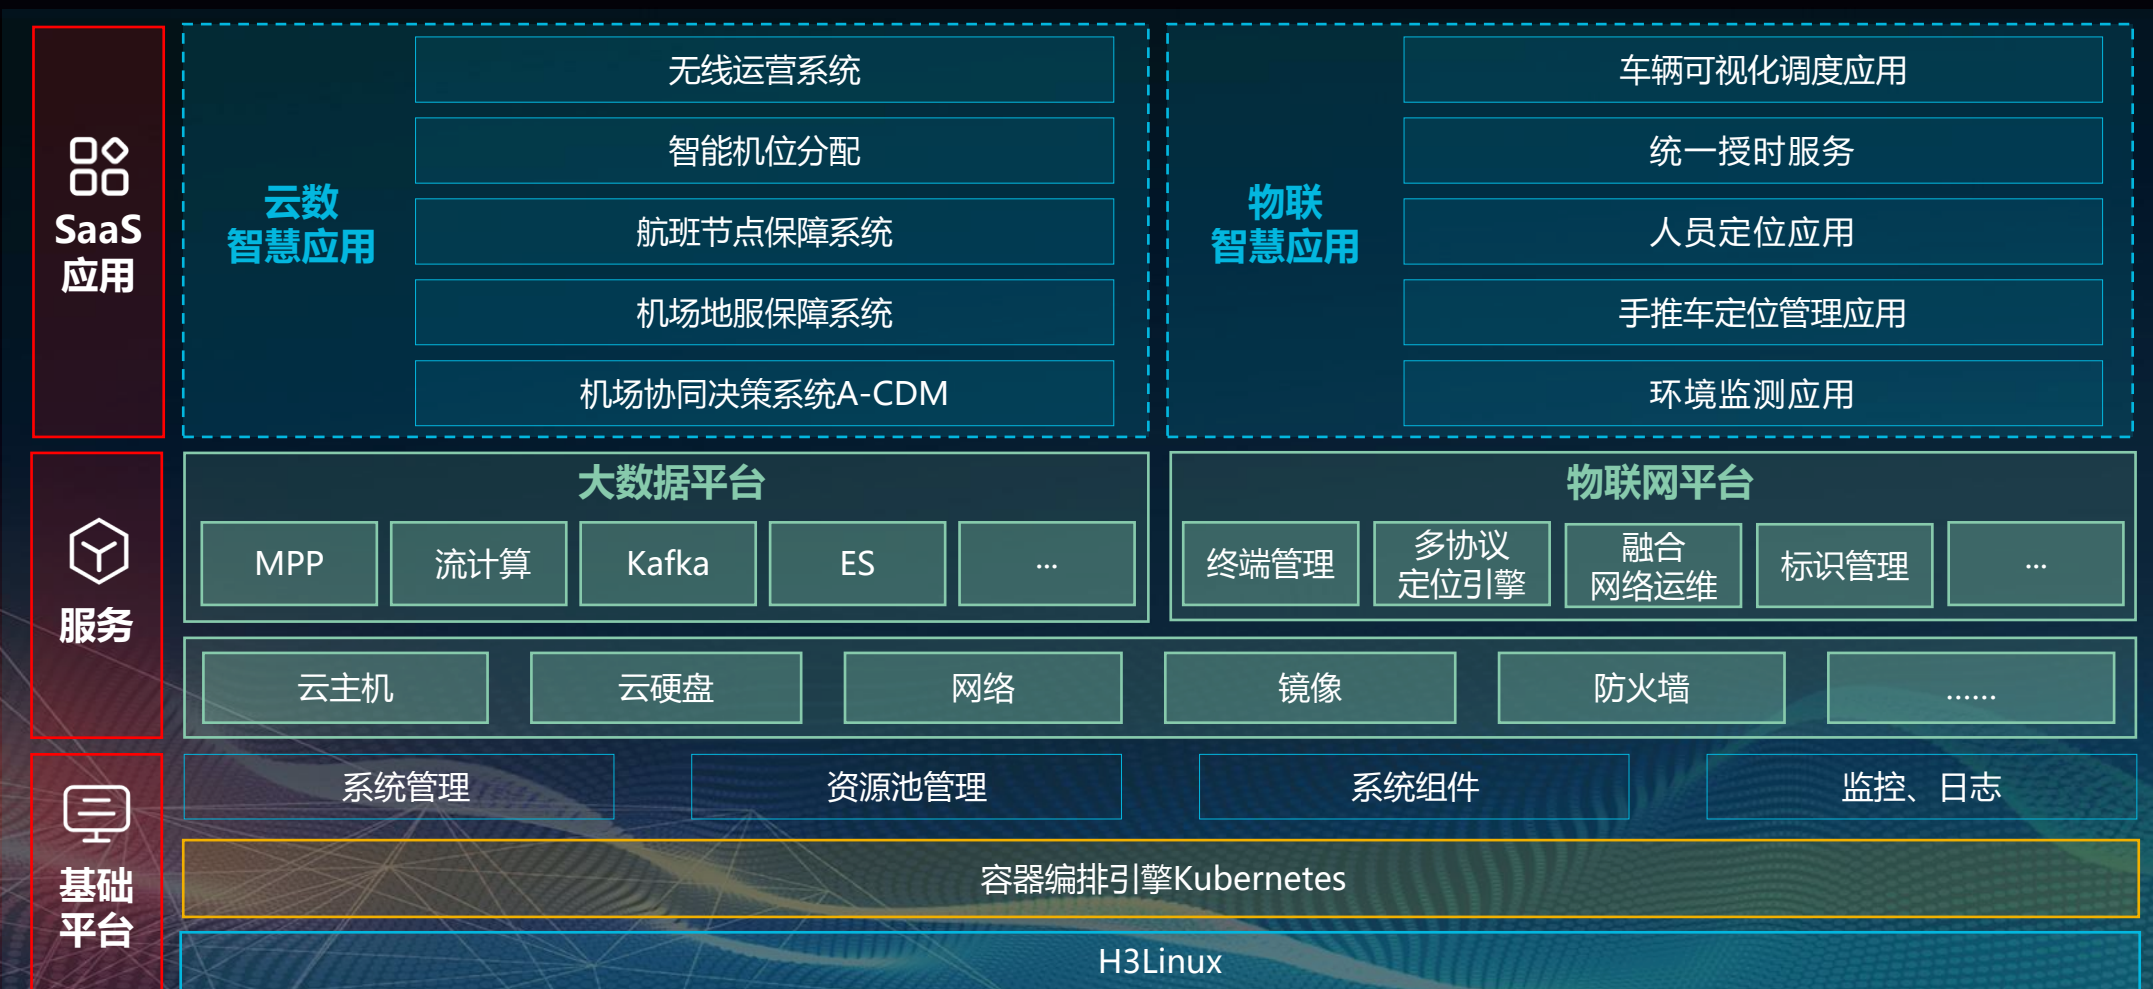 SaaS
应用
云数
智慧应用
无线运营系统
智能机位分配
航班节点保障系统
机场地服保障系统
机场协同决策系统A-CDM
物联
智慧应用
车辆可视化调度应用
统一授时服务
人员定位应用
手推车定位管理应用
环境监测应用
服务
大数据平台
MPP
流计算
Kafka
ES
...
物联网平台
终端管理
多协议
定位引擎
融合
网络运维
标识管理
...
云主机
云硬盘
网络
镜像
防火墙
......
基础
平台
系统管理
资源池管理
系统组件
监控、日志
容器编排引擎Kubernetes
H3Linux